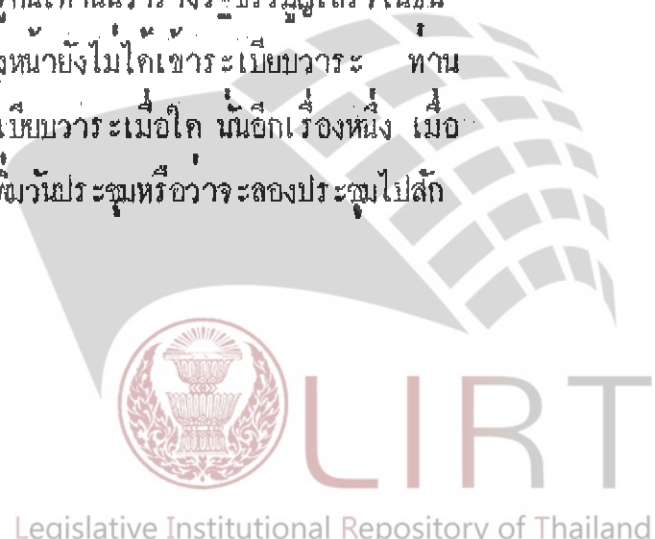 งหน้ายังไม่ได้เข้าระเบียบวาระ ท่าน
เบียบวาระเมื่อใด นั่นอีกเรื่องหนึ่ง เมื่อ
วันประชุมหรือว่าจะลองประชุมไปสัก
LIRT
Legislative Institutional Repository of Thailand